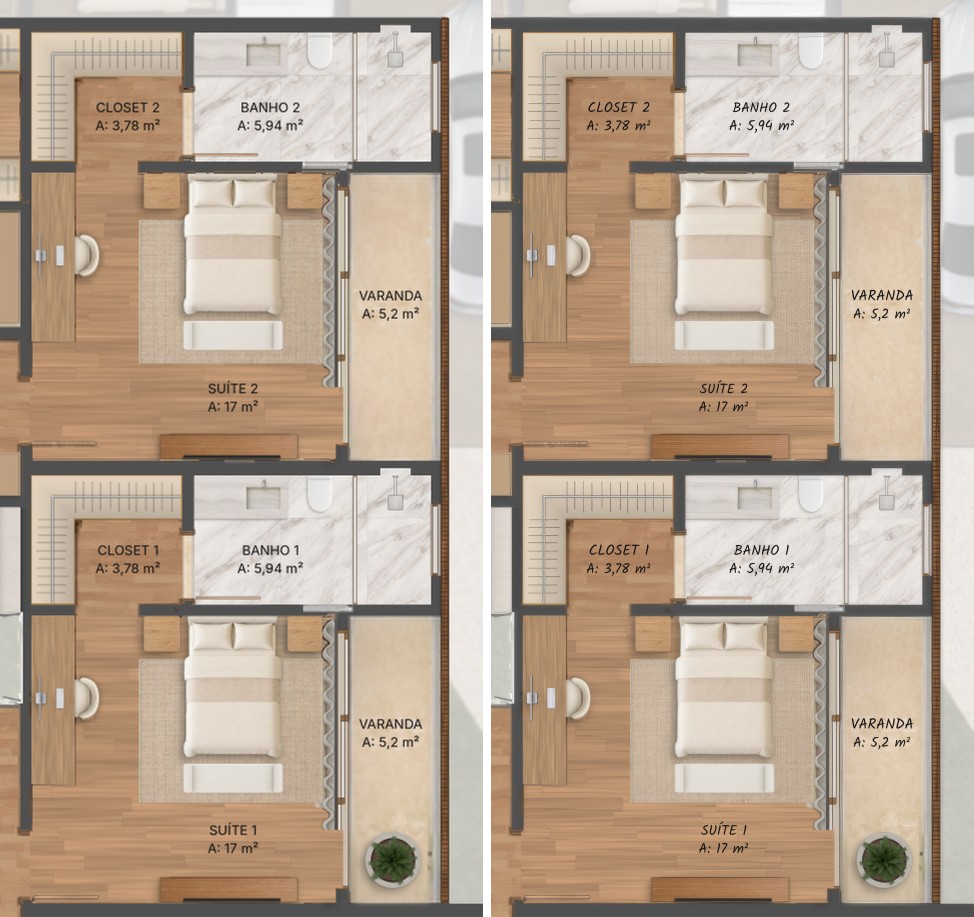 CLOSET 2
A: 3,78 m²
BANHO 2
A: 5,94 m²
VARANDA
A: 5,2 m²
SUÍTE 2
A: 17 m²
CLOSET 1
A: 3,78 m²
BANHO 1
A: 5,94 m²
VARANDA
A: 5,2 m²
SUÍTE 1
A: 17 m²
CLOSET 2
A: 3,78 m²
BANHO 2
A: 5,94 m²
VARANDA
A: 5,2 m²
SUÍTE 2
A: 17 m²
CLOSET 1
A: 3,78 m²
BANHO 1
A: 5,94 m²
VARANDA
A: 5,2 m²
SUÍTE 1
A: 17 m²